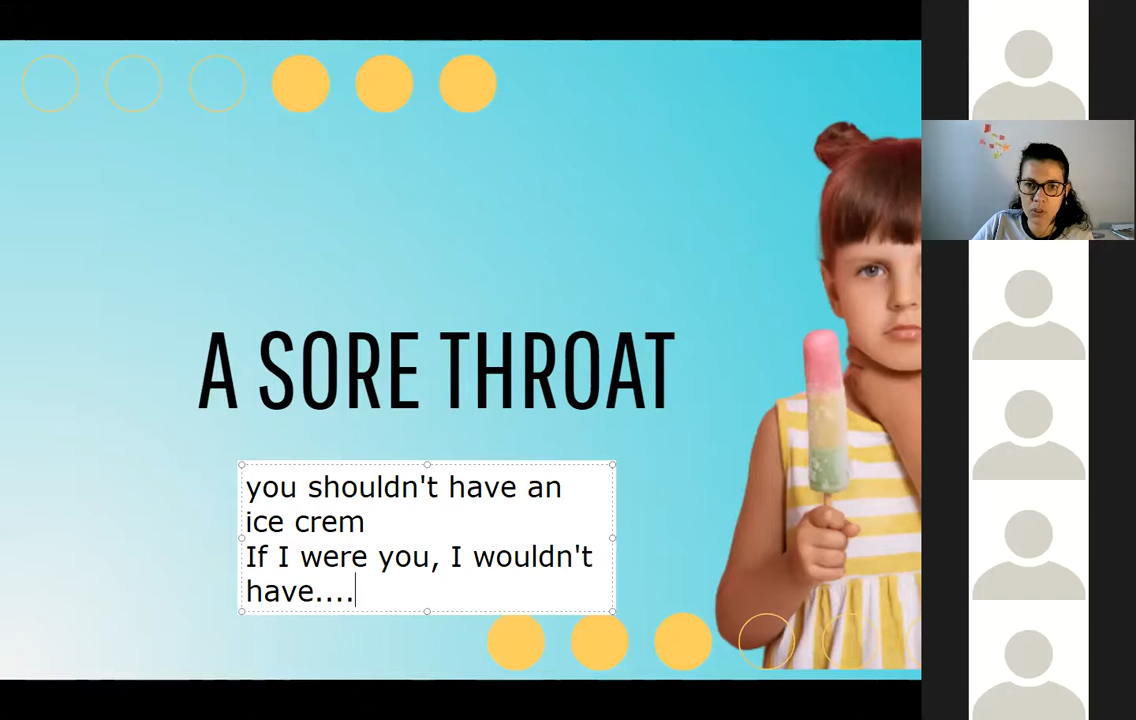 A SORE THROAT
you shouldn't have an
ice crem
If I were you, I wouldn't
have....